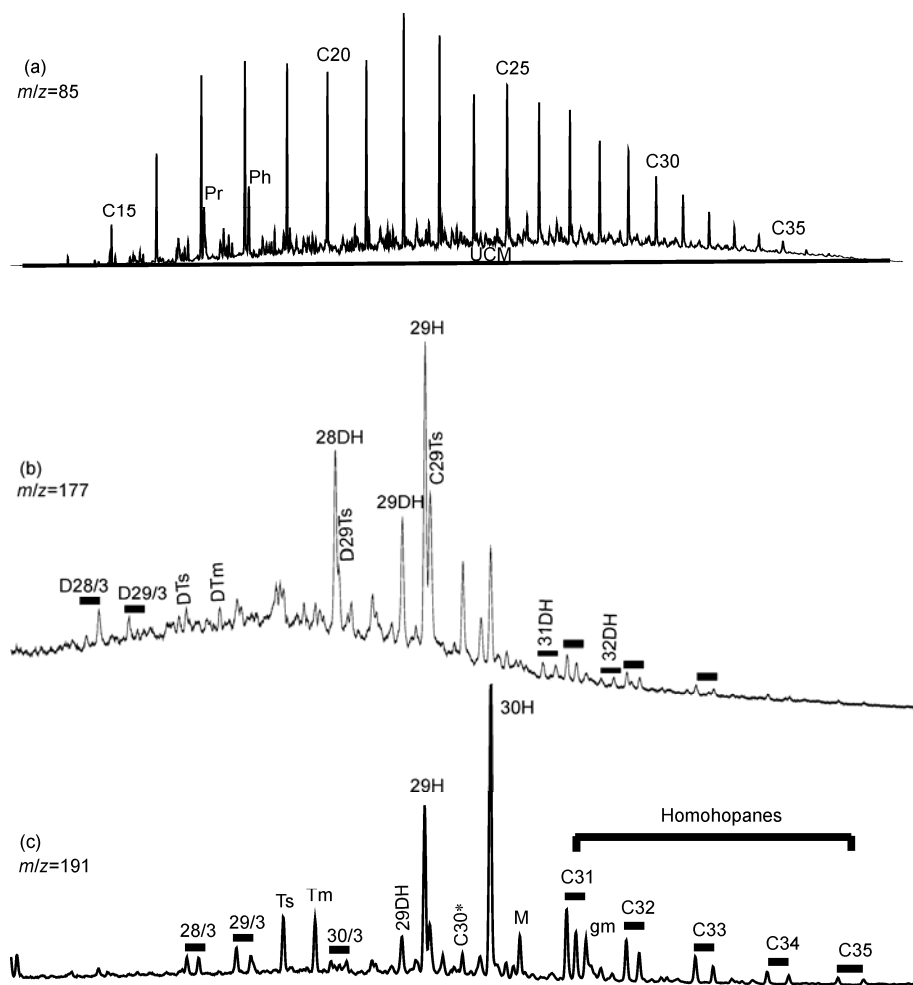 (a)
m/z=85
C15
Pr
Ph
C20
C25
C30
C35
UCM
(b)
m/z=177
D28/3
D29/3
DTs
DTm
28DH
D29Ts
29DH
29H
C29Ts
31DH
32DH
(c)
m/z=191
28/3
29/3
Ts
Tm
30/3
29DH
29H
C30*
30H
M
Homohopanes
C31
gm
C32
C33
C34
C35